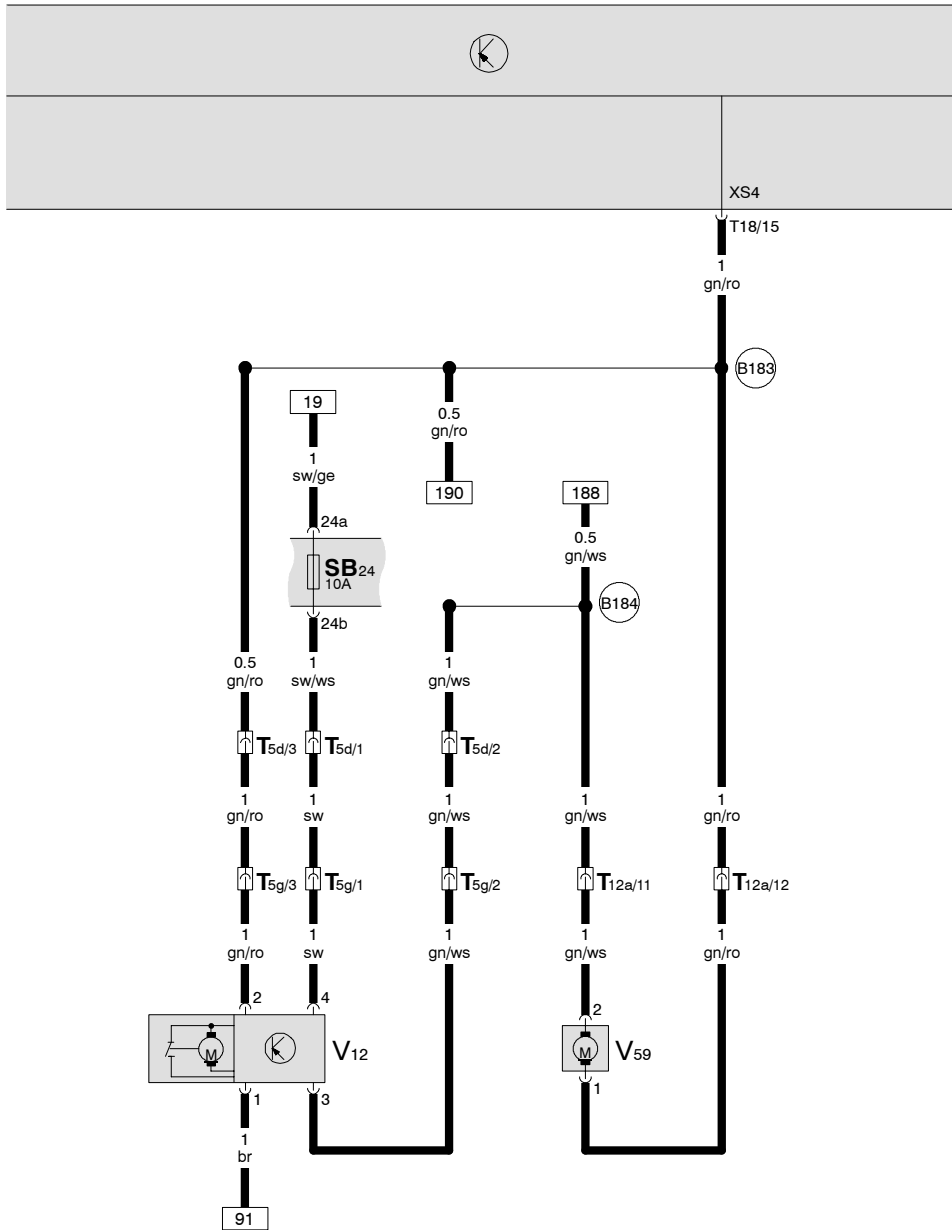 XS4
T18/15
1
gn/ro
B183
19
0.5
gn/ro
1
sw/ge
190
188
24a
0.5
gn/ws
SB24
10A
B184
24b
0.5
gn/ro
1
sw/ws
1
gn/ws
T5d/3
T5d/1
T5d/2
1
gn/ro
1
sw
1
gn/ws
1
gn/ws
1
gn/ro
T5g/3
T5g/1
T5g/2
T12a/11
T12a/12
1
gn/ro
1
sw
1
gn/ws
1
gn/ws
1
gn/ro
2
4
2
M
V12
M
V59
1
3
1
1
br
91